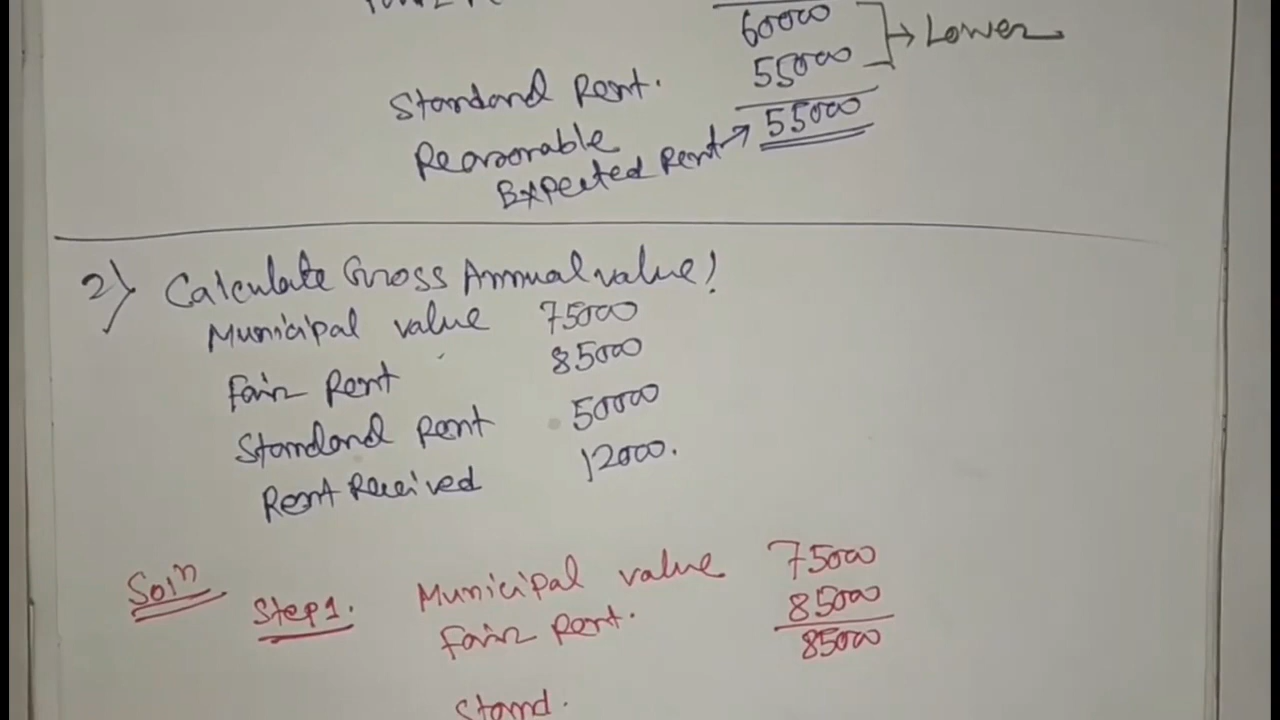 60000
Standard Rent. 55000 → Lower
Reasonable
Expected Rent → 55000
2) Calculate Gross Annual value!
Municipal value 75000
Fair Rent 85000
Standard Rent 50000
Rent Received 12000.
Solⁿ Step 1. Municipal value 75000
Fair Rent. 85000
85000
Stand.